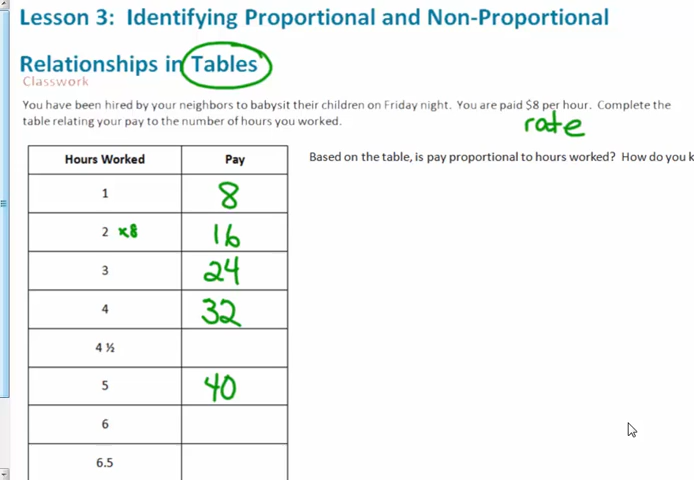 Lesson 3: Identifying Proportional and Non-Proportional
Relationships in Tables
Classwork
You have been hired by your neighbors to babysit their children on Friday night. You are paid $8 per hour. Complete the
table relating your pay to the number of hours you worked.
rate
Hours Worked Pay
Based on the table, is pay proportional to hours worked? How do you k
1 8
2 x8 16
3 24
4 32
4 ½
5 40
6
6.5